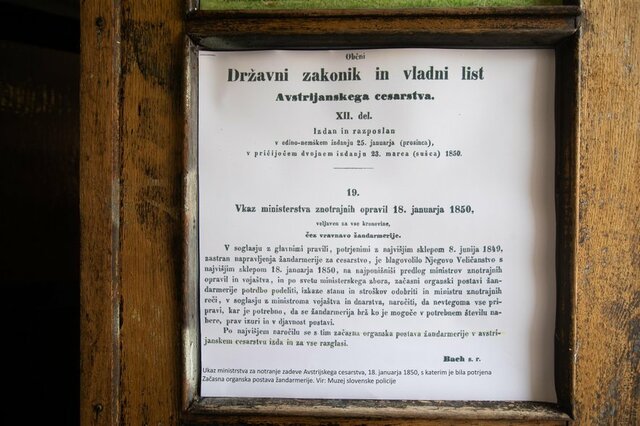 Občni
Državni zakonik in vladni list
Avstrijanskega cesarstva.
XII. del.
Izdan in razposlan
v edino-nemškem izdanju 25. januarja (prosinca),
v pričijočem dvojnem izdanju 23. marca (sušca) 1850.
19.
Vkaz ministerstva znotrajnih opravil 18. januarja 1850,
veljaven za vse kronovine,
čez vravnavo žandarmerije.
V soglasju z glavnimi pravili, potrjenimi z najvišjim sklepom 8. junija 1849,
zastran napravljenja žandarmerije za cesarstvo, je blagovolilo Njegovo Veličanstvo s
najvišjim sklepom 18. januarja 1850, na najponižniši predlog ministrov znotrajnih
opravil in vojaštva, in po svetu ministerskega zbora, začasni organski postavi žan-
darmerije potrdbo podeliti, izkaze stanu in stroškov odobriti in ministru znotrajnih
reči, v soglasju z ministroma vojaštva in dnarstva, naročiti, da nevtegoma vse pri-
pravi, kar je potrebno, da se žandarmerija brž ko je mogoče v potrebnem številu na-
bere, prav izuri in v djavnost postavi.
Po najvišjem naročilu se s tim začasna organska postava žandarmerije v avstri-
janskem cesarstvu izda in za vse razglasi.
Bach s. r.
Ukaz ministrstva za notranje zadeve Avstrijskega cesarstva, 18. januarja 1850, s katerim je bila potrjena
Začasna organska postava žandarmerije. Vir: Muzej slovenske policije